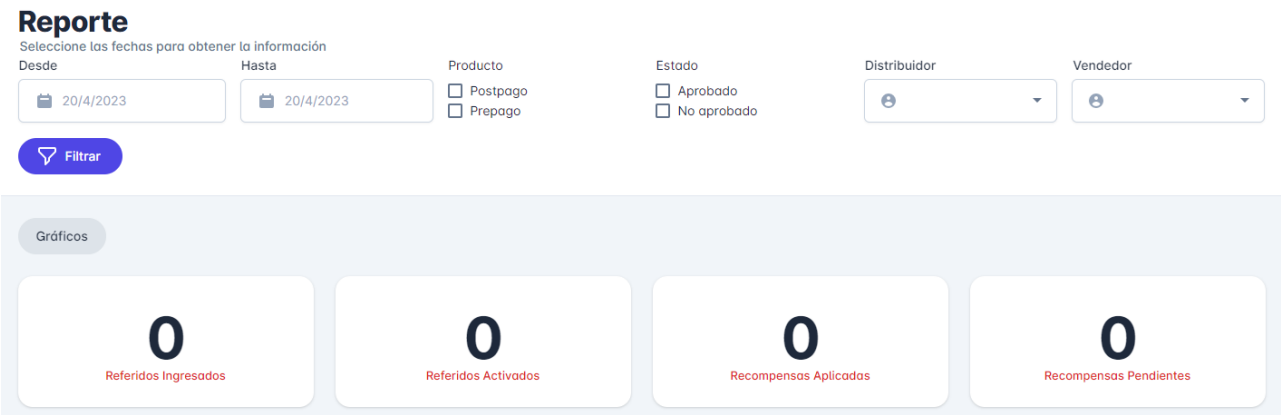 Reporte
Seleccione las fechas para obtener la información
Desde
Hasta
Producto
Estado
Distribuidor
Vendedor
20/4/2023
20/4/2023
Postpago
Prepago
Aprobado
No aprobado
Filtrar
Gráficos
0
Referidos Ingresados
0
Referidos Activados
0
Recompensas Aplicadas
0
Recompensas Pendientes